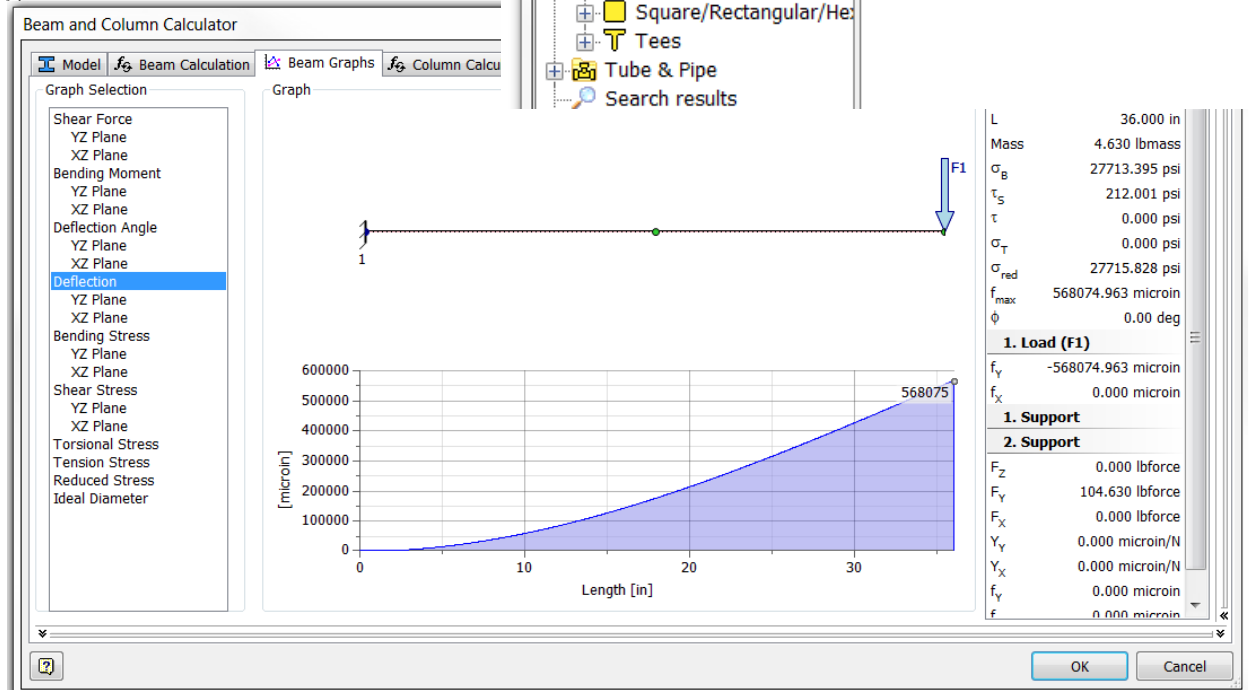 Beam and Column Calculator
Square/Rectangular/Hex
Tees
Tube & Pipe
Search results
Model
fG Beam Calculation
Beam Graphs
fG Column Calcu
Graph Selection
Shear Force
YZ Plane
XZ Plane
Bending Moment
YZ Plane
XZ Plane
Deflection Angle
YZ Plane
XZ Plane
Deflection
YZ Plane
XZ Plane
Bending Stress
YZ Plane
XZ Plane
Shear Stress
YZ Plane
XZ Plane
Torsional Stress
Tension Stress
Reduced Stress
Ideal Diameter
Graph
F1
1
600000
500000
400000
300000
200000
100000
0
[microin]
568075
0 10 20 30
Length [in]
L 36.000 in
Mass 4.630 lbmass
σB 27713.395 psi
τS 212.001 psi
τ 0.000 psi
σT 0.000 psi
σred 27715.828 psi
fmax 568074.963 microin
ϕ 0.00 deg
1. Load (F1)
fY -568074.963 microin
fX 0.000 microin
1. Support
2. Support
FZ 0.000 lbforce
FY 104.630 lbforce
FX 0.000 lbforce
YY 0.000 microin/N
YX 0.000 microin/N
fY 0.000 microin
f 0.000 microin
OK
Cancel